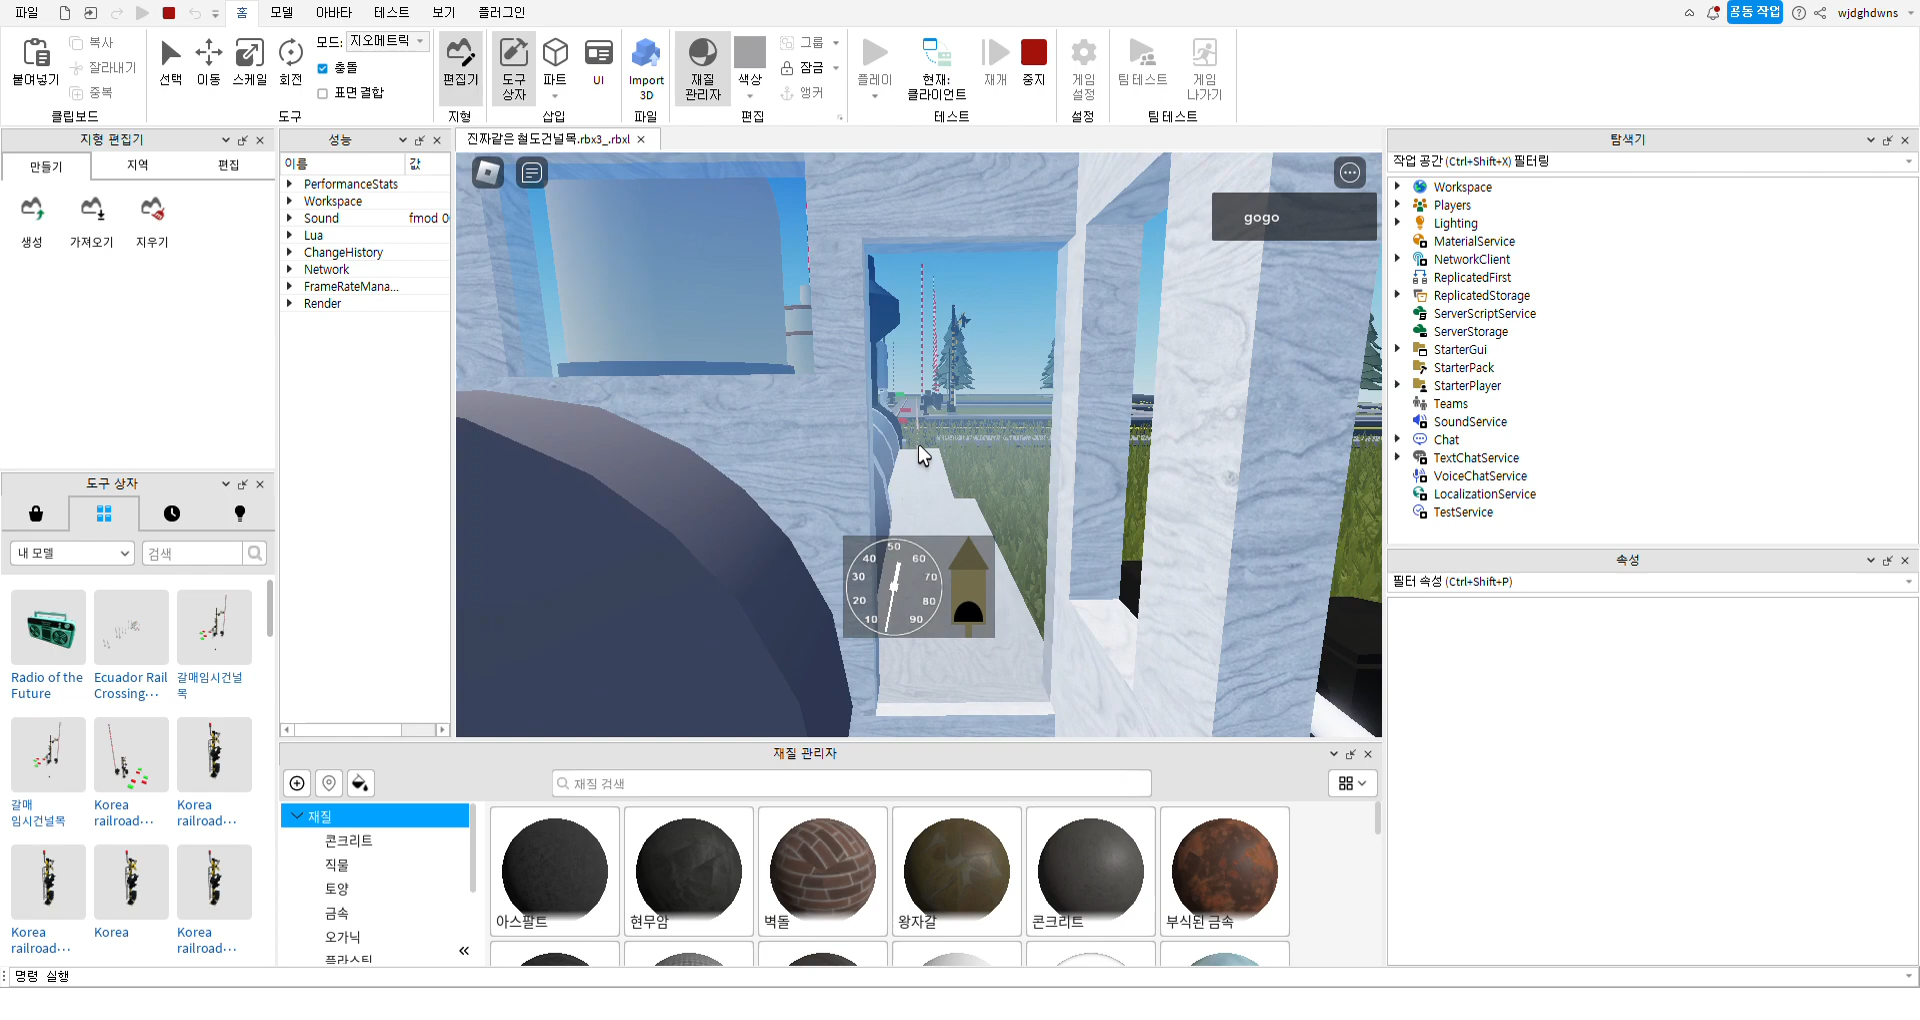 파일
홈
모델
아바타
테스트
보기
플러그인
공동 작업
wjdghdwns
붙여넣기
복사
잘라내기
중복
클립보드
선택
이동
스케일
회전
모드:
지오메트릭
충돌
표면 결합
도구
편집기
지형
도구
상자
파트
UI
삽입
Import
3D
파일
재질
관리자
색상
그룹
잠금
앵커
편집
플레이
현재:
클라이언트
재개
중지
테스트
게임
설정
설정
팀 테스트
게임
나가기
팀 테스트
지형 편집기
만들기
지역
편집
생성
가져오기
지우기
성능
이름
값
PerformanceStats
Workspace
Sound
fmod 0
Lua
ChangeHistory
Network
FrameRateMana...
Render
진짜같은 철도건널목.rbx3_.rbxl
gogo
50
40
60
30
70
20
80
10
90
탐색기
작업 공간 (Ctrl+Shift+X) 필터링
Workspace
Players
Lighting
MaterialService
NetworkClient
ReplicatedFirst
ReplicatedStorage
ServerScriptService
ServerStorage
StarterGui
StarterPack
StarterPlayer
Teams
SoundService
Chat
TextChatService
VoiceChatService
LocalizationService
TestService
속성
필터 속성 (Ctrl+Shift+P)
도구 상자
내 모델
검색
Radio of the
Future
Ecuador Rail
Crossing...
갈매임시건널
목
갈매
임시건널목
Korea
railroad...
Korea
railroad...
Korea
railroad...
Korea
Korea
railroad...
재질 관리자
재질 검색
재질
콘크리트
직물
토양
금속
오가닉
플라스틱
아스팔트
현무암
벽돌
왕자갈
콘크리트
부식된 금속
명령 실행